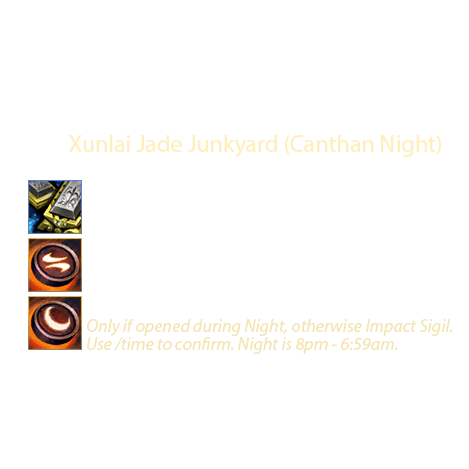 Xunlai Jade Junkyard (Canthan Night)
Only if opened during Night, otherwise Impact Sigil.
Use /time to confirm. Night is 8pm - 6:59am.